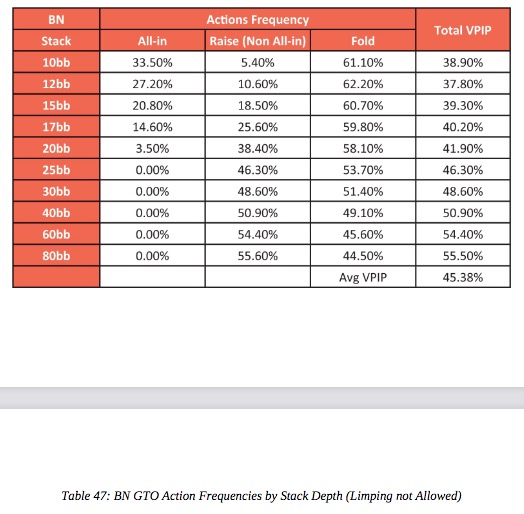 BN Actions Frequency Total VPIP
Stack All-in Raise (Non All-in) Fold
10bb 33.50% 5.40% 61.10% 38.90%
12bb 27.20% 10.60% 62.20% 37.80%
15bb 20.80% 18.50% 60.70% 39.30%
17bb 14.60% 25.60% 59.80% 40.20%
20bb 3.50% 38.40% 58.10% 41.90%
25bb 0.00% 46.30% 53.70% 46.30%
30bb 0.00% 48.60% 51.40% 48.60%
40bb 0.00% 50.90% 49.10% 50.90%
60bb 0.00% 54.40% 45.60% 54.40%
80bb 0.00% 55.60% 44.50% 55.50%
Avg VPIP 45.38%
Table 47: BN GTO Action Frequencies by Stack Depth (Limping not Allowed)